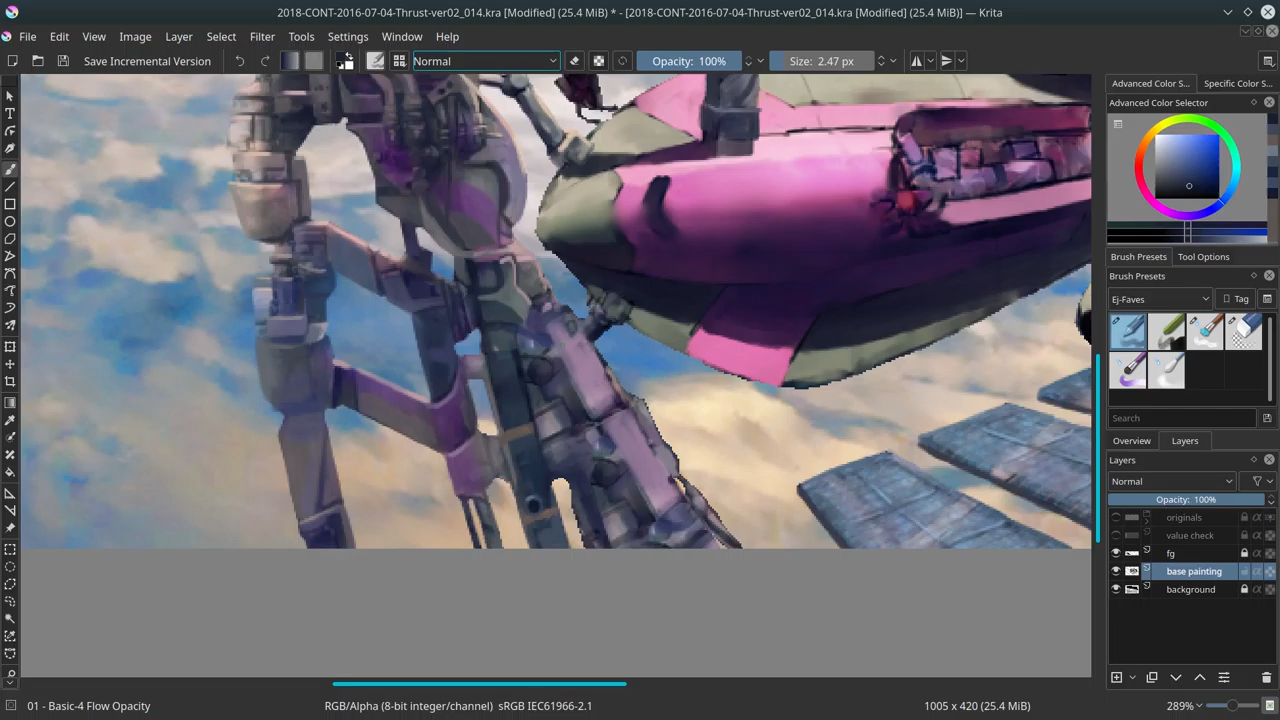 2018-CONT-2016-07-04-Thrust-ver02_014.kra [Modified] (25.4 MiB) * - [2018-CONT-2016-07-04-Thrust-ver02_014.kra [Modified] (25.4 MiB)] — Krita
File Edit View Image Layer Select Filter Tools Settings Window Help
Save Incremental Version Normal Opacity: 100% Size: 2.47 px
Advanced Color S... Specific Color S...
Advanced Color Selector
Brush Presets Tool Options
Brush Presets
Ej-Faves Tag
Search
Overview Layers
Layers
Normal
Opacity: 100%
originals
value check
fg
base painting
background
01 - Basic-4 Flow Opacity RGB/Alpha (8-bit integer/channel) sRGB IEC61966-2.1 1005 x 420 (25.4 MiB) 289%